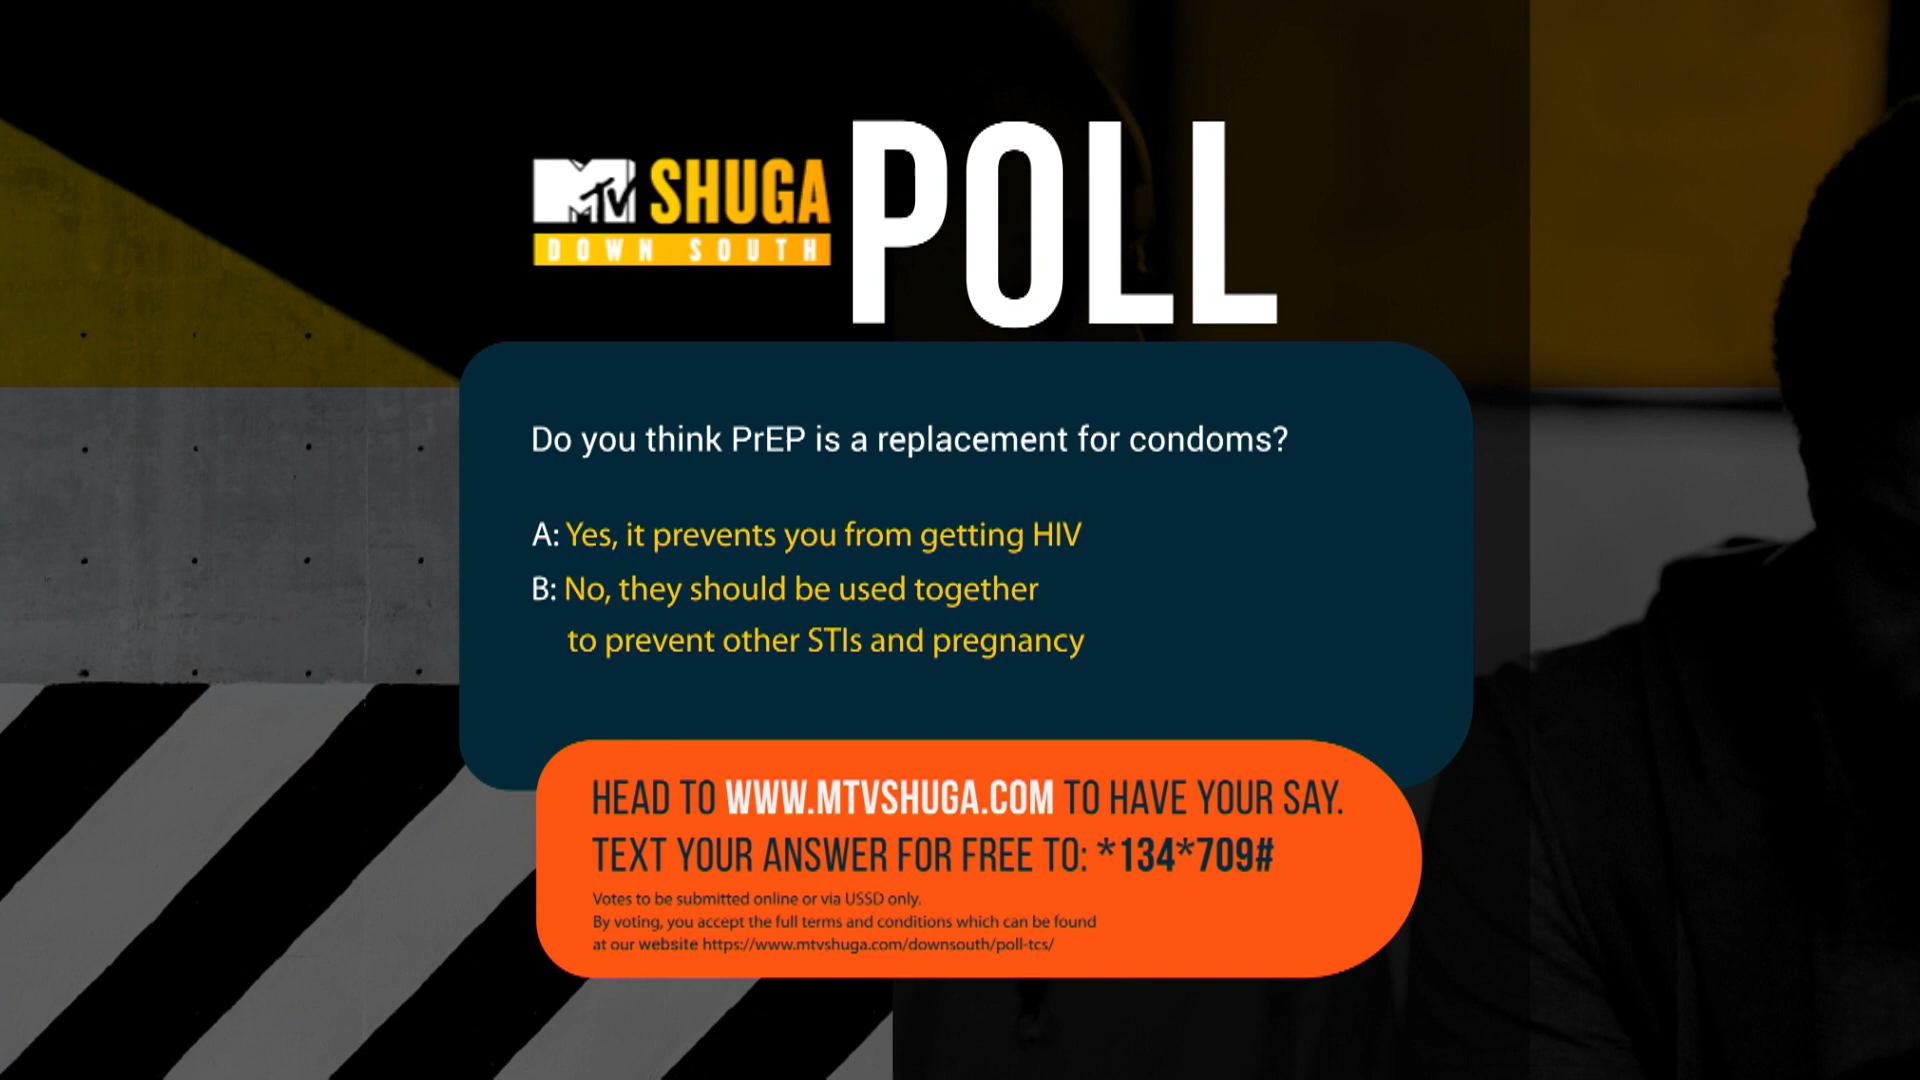 MTV SHUGA POLL
DOWN SOUTH
Do you think PrEP is a replacement for condoms?
A: Yes, it prevents you from getting HIV
B: No, they should be used together
to prevent other STIs and pregnancy
HEAD TO WWW.MTVSHUGA.COM TO HAVE YOUR SAY.
TEXT YOUR ANSWER FOR FREE TO: *134*709#
Votes to be submitted online or via USSD only.
By voting, you accept the full terms and conditions which can be found
at our website https://www.mtvshuga.com/downsouth/poll-tcs/